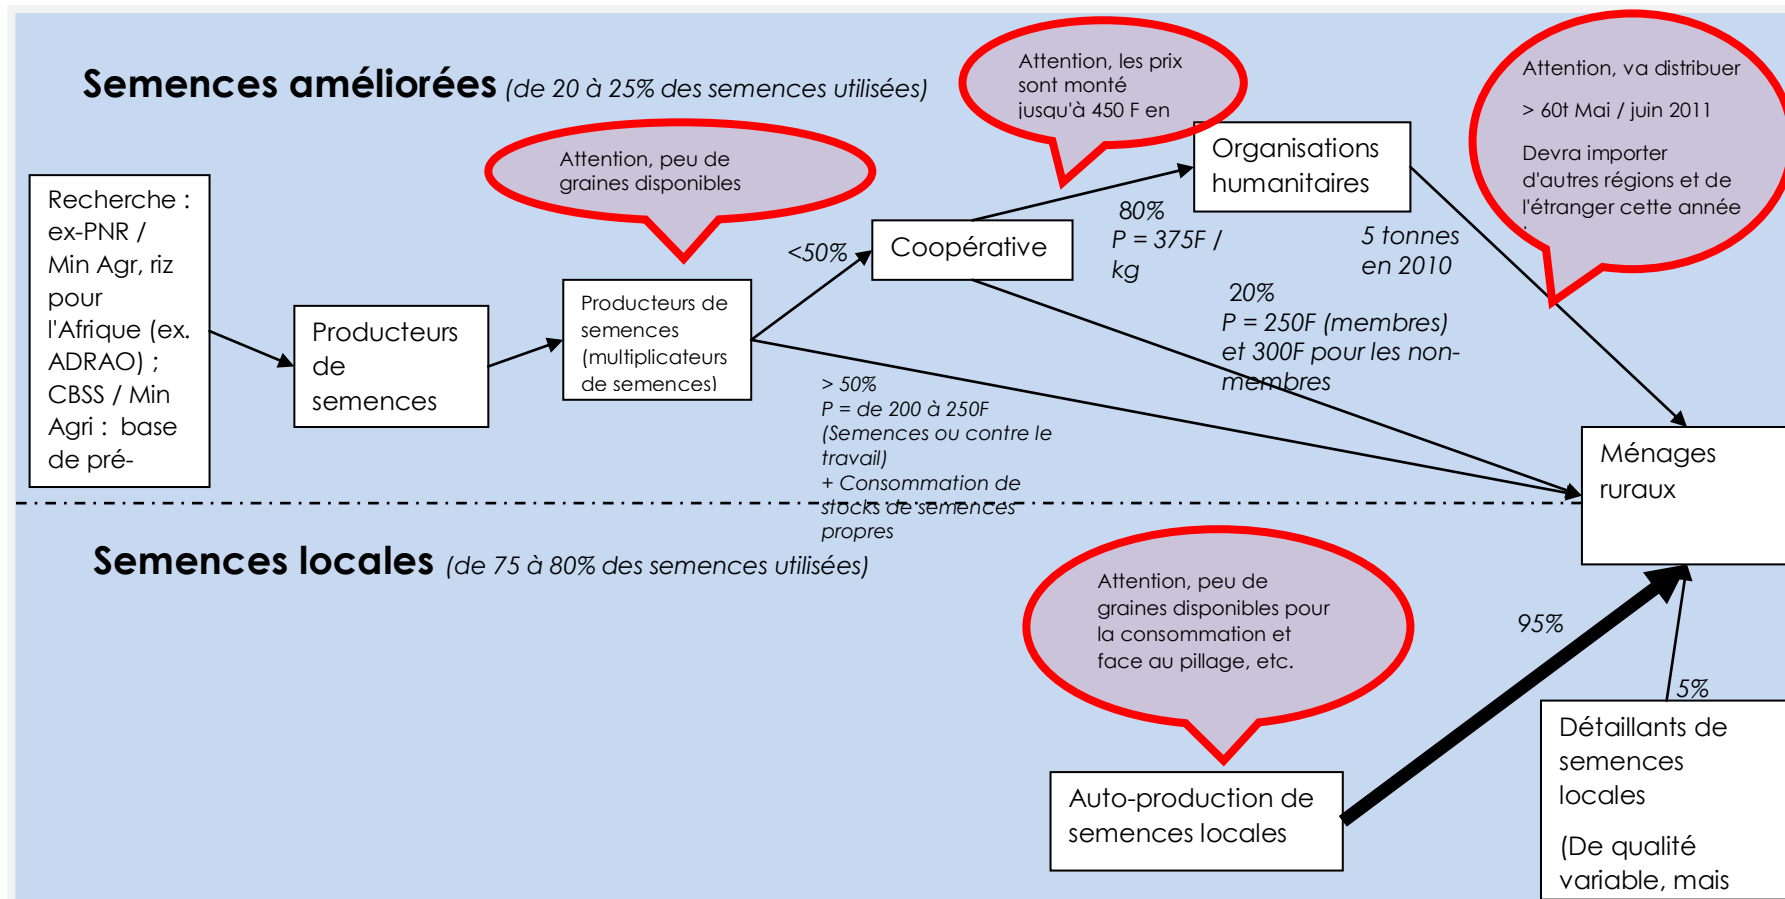 Semences améliorées (de 20 à 25% des semences utilisées)
Attention, les prix
sont monté
jusqu'à 450 F en
Attention, va distribuer
> 60t Mai / juin 2011
Devra importer
d'autres régions et de
l'étranger cette année
Attention, peu de
graines disponibles
Recherche :
ex-PNR /
Min Agr, riz
pour
l'Afrique (ex.
ADRAO) ;
CBSS / Min
Agri : base
de pré-
Producteurs
de
semences
Producteurs de
semences
(multiplicateurs
de semences)
<50%
Coopérative
Organisations
humanitaires
80%
P = 375F /
kg
5 tonnes
en 2010
20%
P = 250F (membres)
et 300F pour les non-
membres
> 50%
P = de 200 à 250F
(Semences ou contre le
travail)
+ Consommation de
stocks de semences
propres
Ménages
ruraux
Semences locales (de 75 à 80% des semences utilisées)
Attention, peu de
graines disponibles pour
la consommation et
face au pillage, etc.
95%
5%
Auto-production de
semences locales
Détaillants de
semences
locales
(De qualité
variable, mais